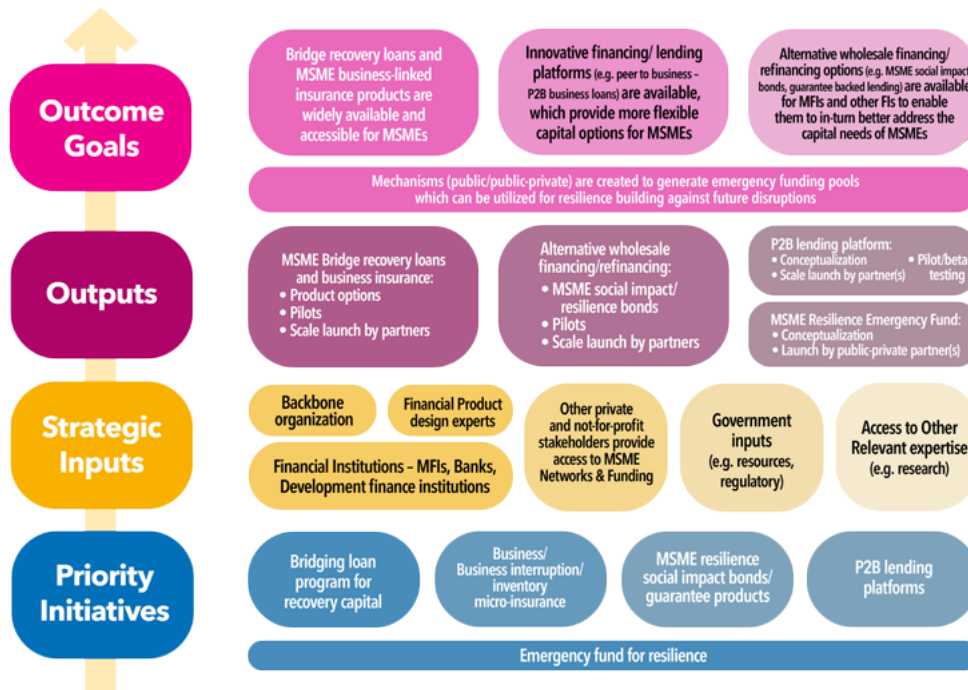 Outcome
Goals
Bridge recovery loans and
MSME business-linked
insurance products are
widely available and
accessible for MSMEs
Innovative financing/ lending
platforms (e.g. peer to business –
P2B business loans) are available,
which provide more flexible
capital options for MSMEs
Alternative wholesale financing/
refinancing options (e.g. MSME social impact
bonds, guarantee backed lending) are available
for MFIs and other FIs to enable
them to in-turn better address the
capital needs of MSMEs
Mechanisms (public/public-private) are created to generate emergency funding pools
which can be utilized for resilience building against future disruptions
Outputs
MSME Bridge recovery loans
and business insurance:
• Product options
• Pilots
• Scale launch by partners
Alternative wholesale
financing/refinancing:
• MSME social impact/
resilience bonds
• Pilots
• Scale launch by partners
P2B lending platform:
• Conceptualization
• Scale launch by partner(s)
• Pilot/beta
testing
MSME Resilience Emergency Fund:
• Conceptualization
• Launch by public-private partner(s)
Strategic
Inputs
Backbone
organization
Financial Product
design experts
Financial Institutions – MFIs, Banks,
Development finance institutions
Other private
and not-for-profit
stakeholders provide
access to MSME
Networks & Funding
Government
inputs
(e.g. resources,
regulatory)
Access to Other
Relevant expertise
(e.g. research)
Priority
Initiatives
Bridging loan
program for
recovery capital
Business/
Business interruption/
inventory
micro-insurance
MSME resilience
social impact bonds/
guarantee products
P2B lending
platforms
Emergency fund for resilience